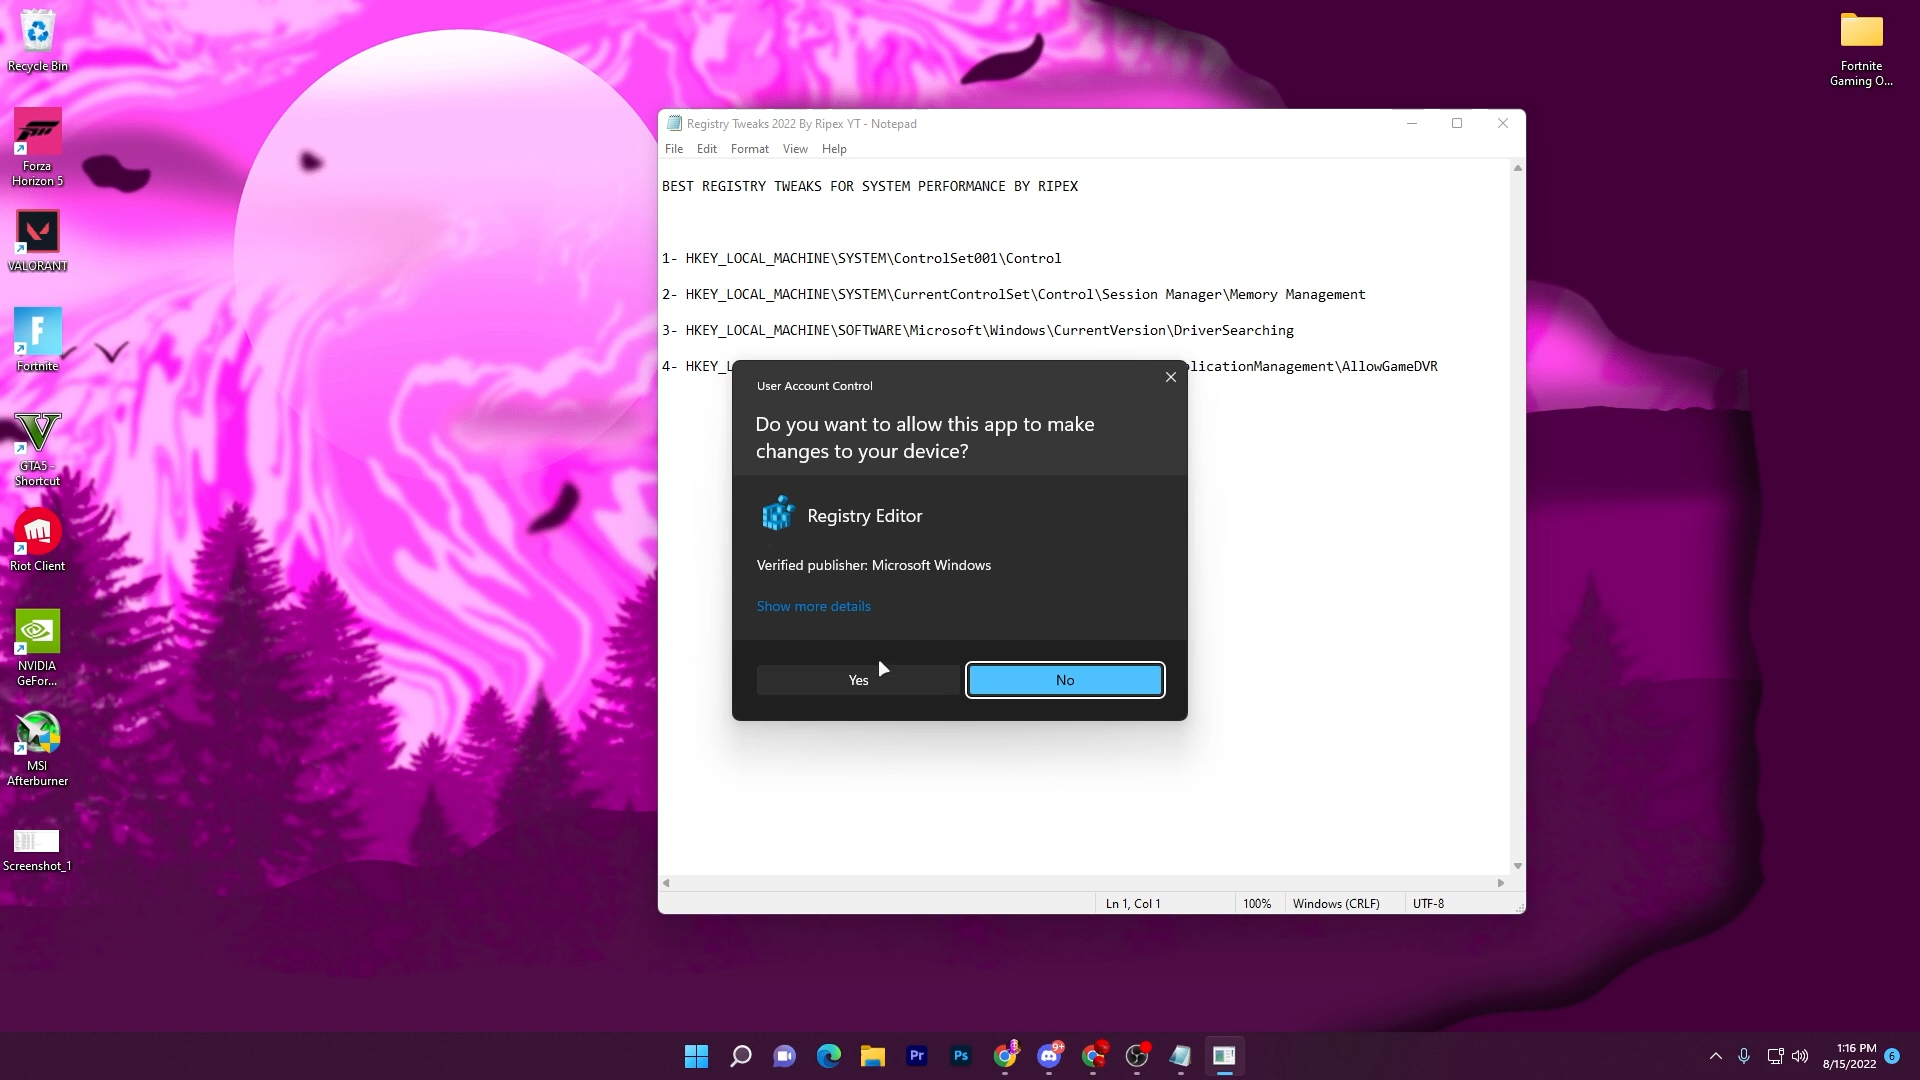 Recycle Bin
Forza
Horizon 5
VALORANT
Fortnite
GTA5 -
Shortcut
Riot Client
NVIDIA
GeFor...
MSI
Afterburner
Screenshot_1
Fortnite
Gaming O...
Registry Tweaks 2022 By Ripex YT - Notepad
File Edit Format View Help
BEST REGISTRY TWEAKS FOR SYSTEM PERFORMANCE BY RIPEX
1- HKEY_LOCAL_MACHINE\SYSTEM\ControlSet001\Control
2- HKEY_LOCAL_MACHINE\SYSTEM\CurrentControlSet\Control\Session Manager\Memory Management
3- HKEY_LOCAL_MACHINE\SOFTWARE\Microsoft\Windows\CurrentVersion\DriverSearching
4- HKEY_L licationManagement\AllowGameDVR
User Account Control
Do you want to allow this app to make
changes to your device?
Registry Editor
Verified publisher: Microsoft Windows
Show more details
Yes No
Ln 1, Col 1 100% Windows (CRLF) UTF-8
Pr Ps 9+
1:16 PM
8/15/2022 6